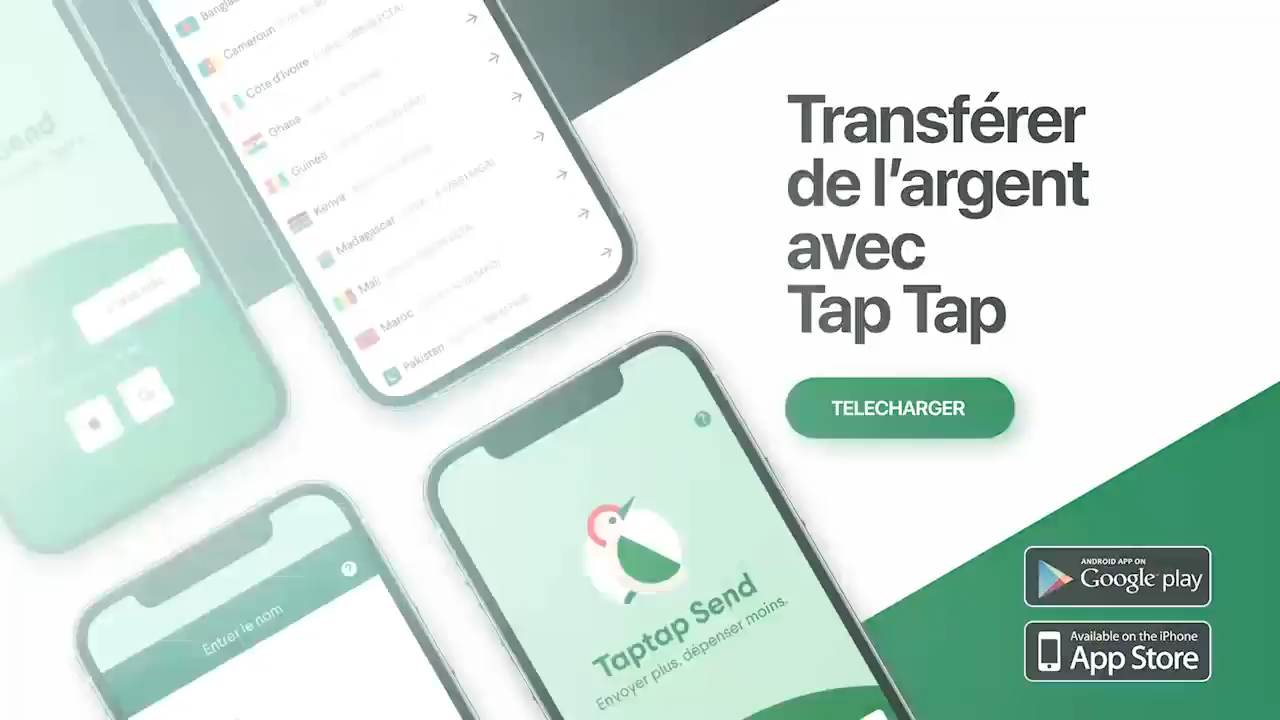 Cameroun
Côte d'Ivoire
Ghana
Guinée
Kenya
Madagascar
Mali
Maroc
Pakistan
Transférer
de l'argent
avec
Tap Tap
TELECHARGER
Entrer le nom
Taptap Send
Envoyer plus, dépenser moins.
ANDROID APP ON
Google play
Available on the iPhone
App Store